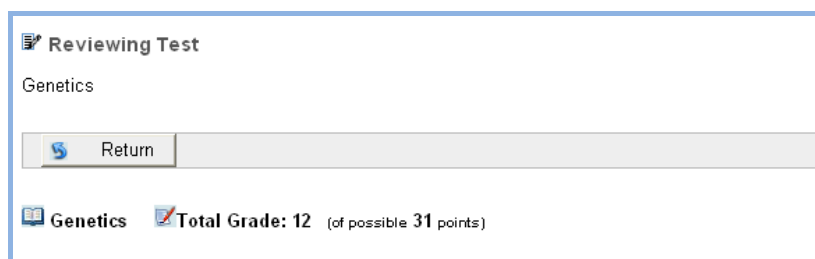 Reviewing Test
Genetics
Return
Genetics Total Grade: 12 (of possible 31 points)